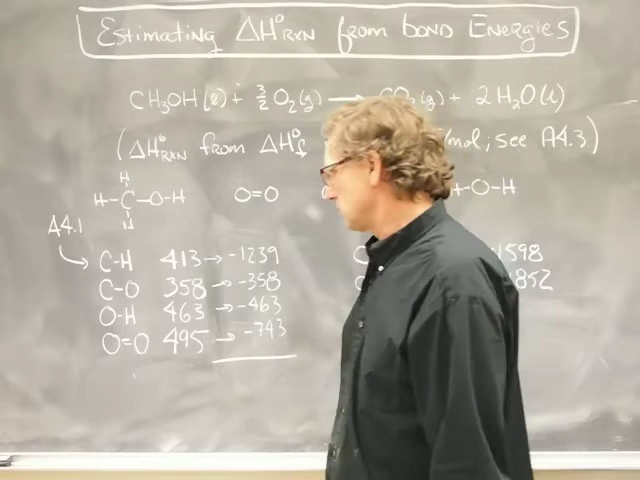 Estimating ΔH°RXN from bond Energies
CH₃OH (l) + 3/2 O₂(g) → CO₂(g) + 2 H₂O(l)
(ΔH°RXN from ΔH°f mol; see A4.3)
H
H-C-O-H O=O -O-H
H
A4.1
C-H 413 → -1239 1598
C-O 358 → -358 1852
O-H 463 → -463
O=O 495 → -743